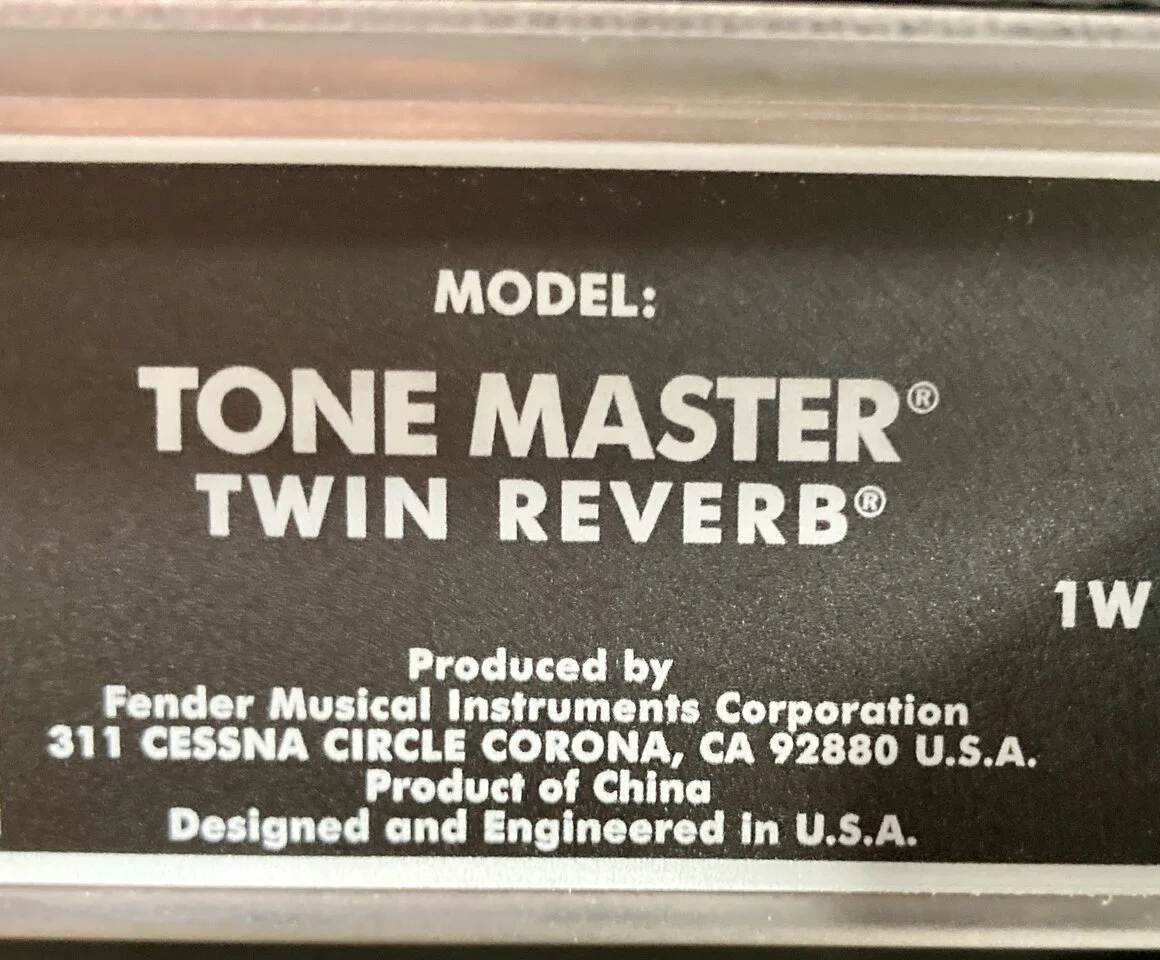 MODEL:
TONE MASTER®
TWIN REVERB®
1W
Produced by
Fender Musical Instruments Corporation
311 CESSNA CIRCLE CORONA, CA 92880 U.S.A.
Product of China
Designed and Engineered in U.S.A.